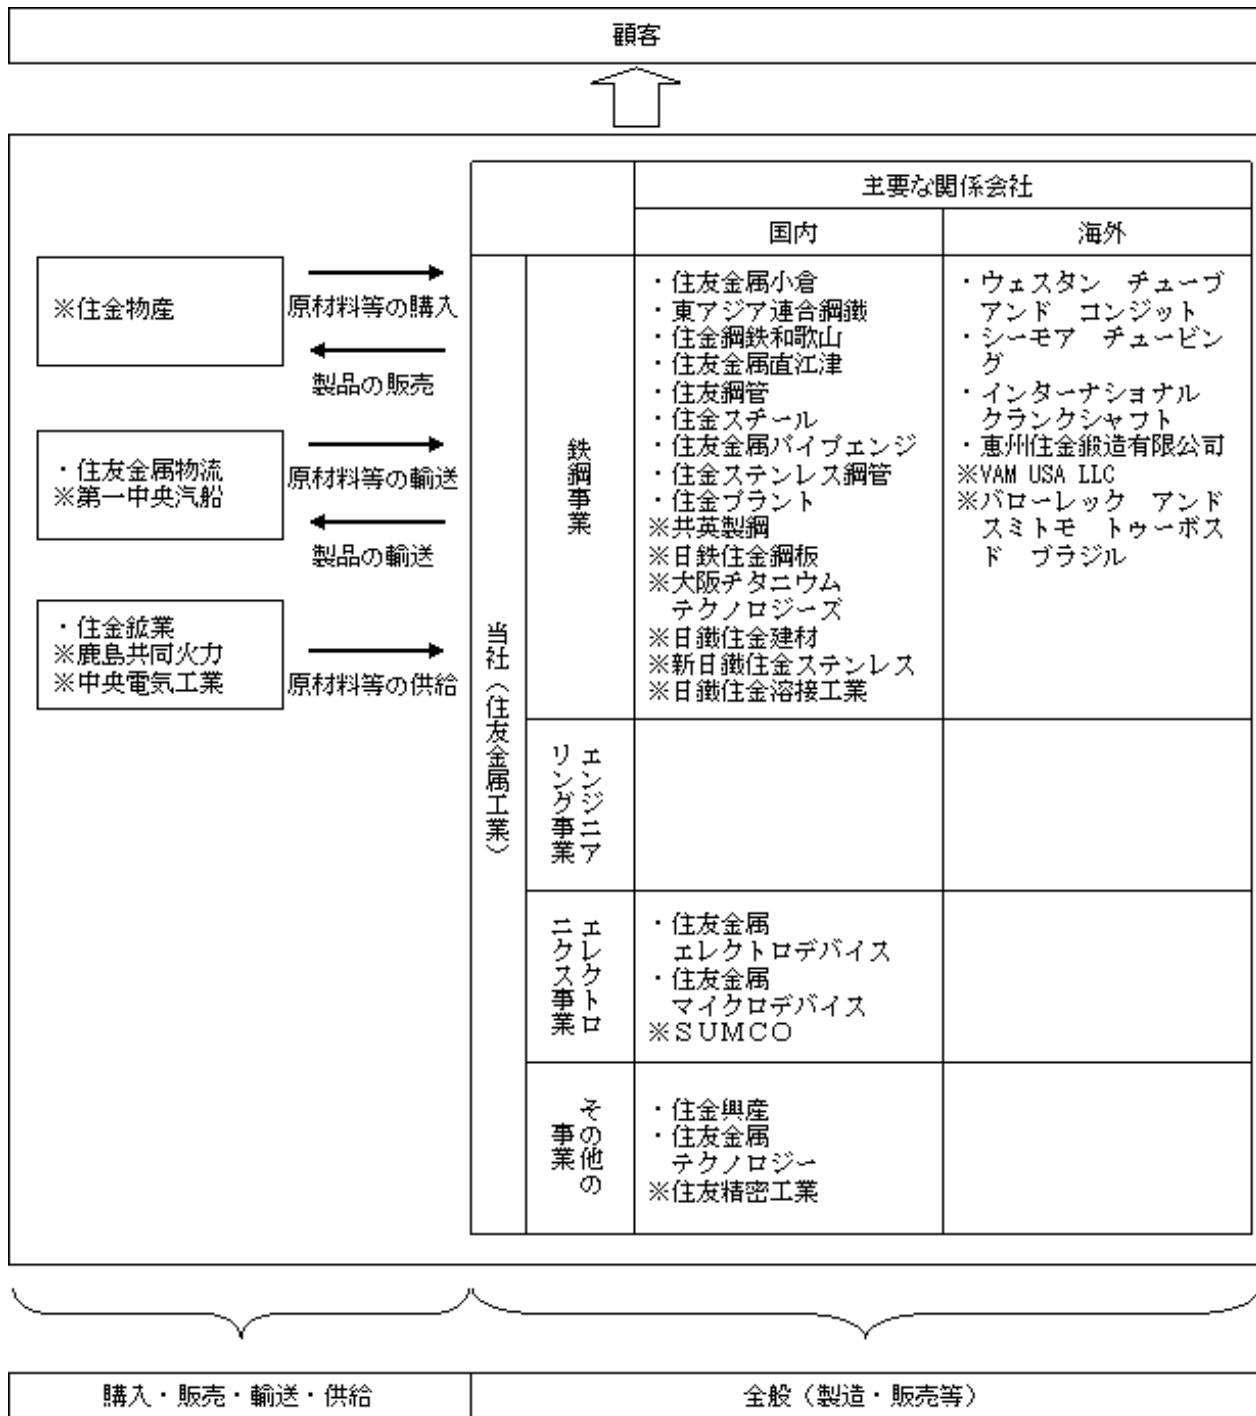 顧客
主要な関係会社
国内
海外
※住金物産
原材料等の購入
製品の販売
・住友金属物流
※第一中央汽船
原材料等の輸送
製品の輸送
・住金鉱業
※鹿島共同火力
※中央電気工業
原材料等の供給
当社（住友金属工業）
鉄鋼事業
・住友金属小倉
・東アジア連合鋼鐵
・住金鋼鉄和歌山
・住友金属直江津
・住友鋼管
・住金スチール
・住友金属パイプエンジ
・住金ステンレス鋼管
・住金プラント
※共英製鋼
※日鉄住金鋼板
※大阪チタニウム
テクノロジーズ
※日鐵住金建材
※新日鐵住金ステンレス
※日鐵住金溶接工業
・ウェスタン　チューブ
アンド　コンジット
・シーモア　チュービン
グ
・インターナショナル
クランクシャフト
・恵州住金鍛造有限公司
※VAM USA LLC
※バローレック　アンド
スミトモ　トゥーボス
ド　ブラジル
エンジニア
リング事業
エレクトロ
ニクス事業
・住友金属
エレクトロデバイス
・住友金属
マイクロデバイス
※ＳＵＭＣＯ
その他の
事業
・住金興産
・住友金属
テクノロジー
※住友精密工業
購入・販売・輸送・供給
全般（製造・販売等）